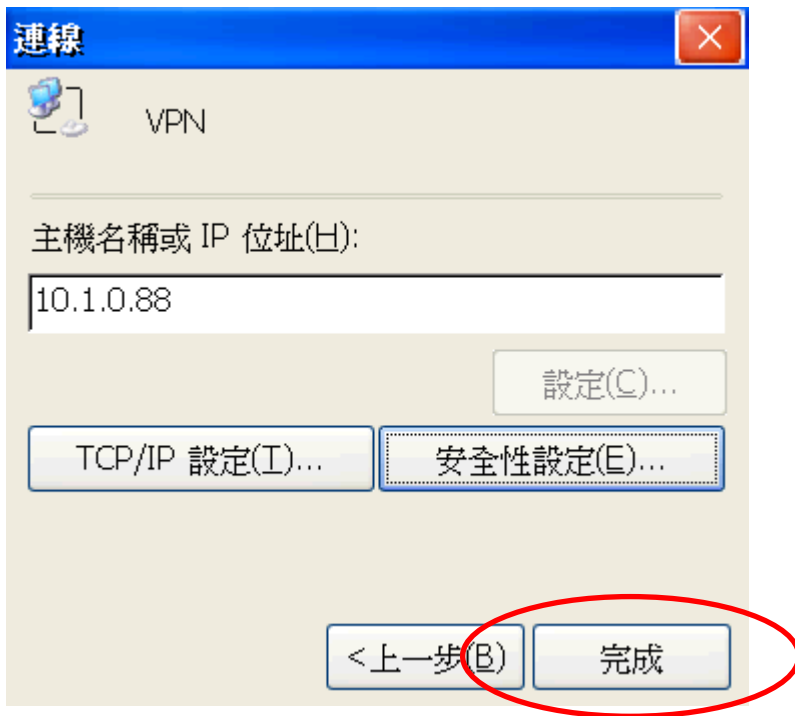 連線
VPN
主機名稱或 IP 位址(H):
10.1.0.88
設定(C)...
TCP/IP 設定(T)... 安全性設定(E)...
<上一步(B) 完成